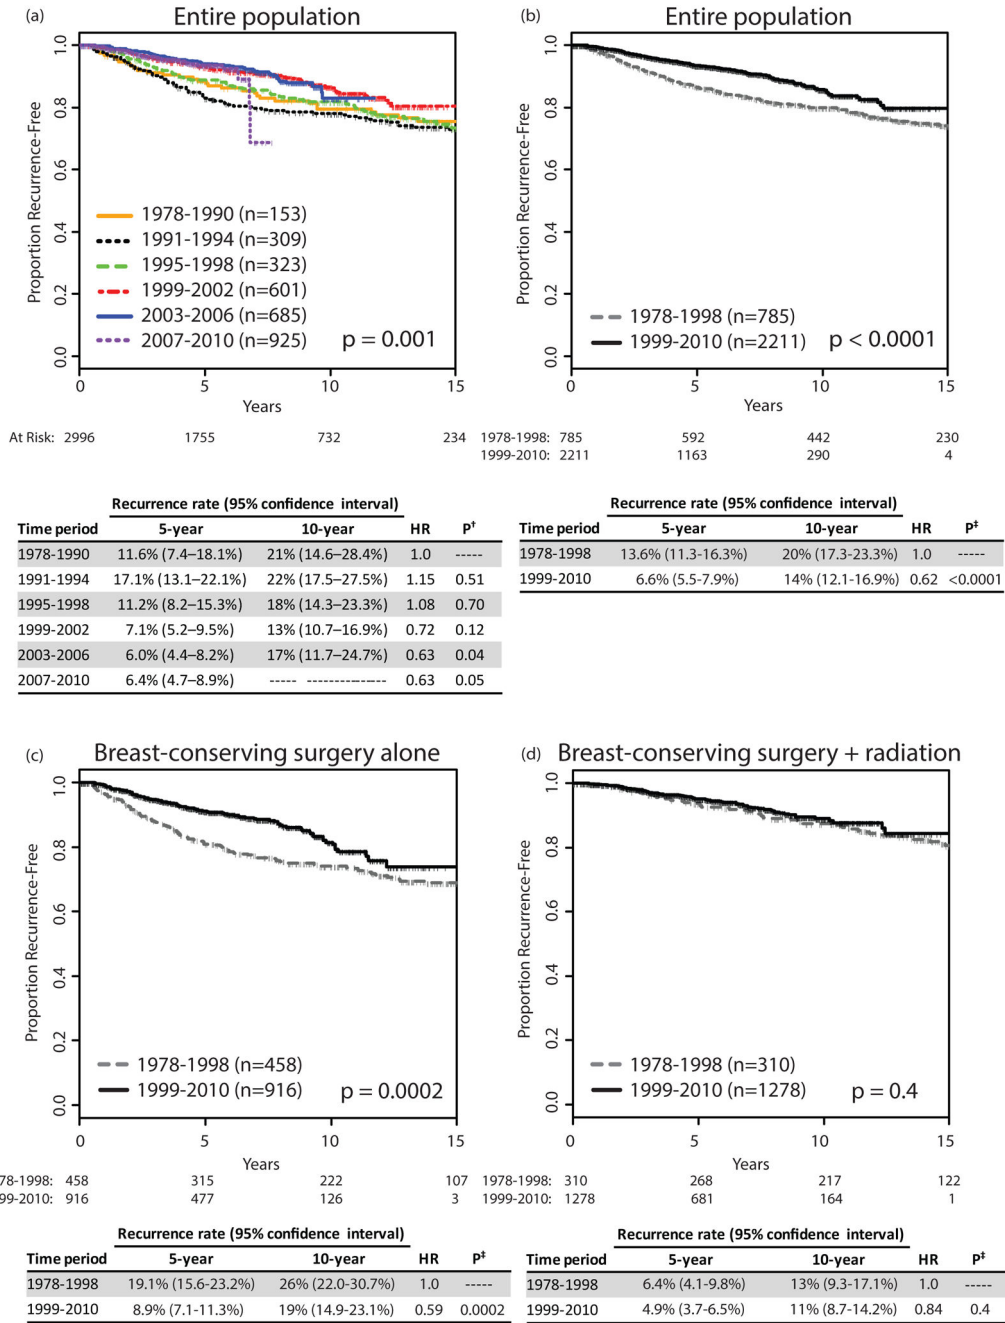 (a) Entire population
Proportion Recurrence-Free
1.0
0.8
0.6
0.4
0.2
0.0
1978-1990 (n=153)
1991-1994 (n=309)
1995-1998 (n=323)
1999-2002 (n=601)
2003-2006 (n=685)
2007-2010 (n=925)
p = 0.001
0 5 10 15
Years
At Risk: 2996 1755 732 234
Recurrence rate (95% confidence interval)
Time period 5-year 10-year HR P†
1978-1990 11.6% (7.4–18.1%) 21% (14.6–28.4%) 1.0 -----
1991-1994 17.1% (13.1–22.1%) 22% (17.5–27.5%) 1.15 0.51
1995-1998 11.2% (8.2–15.3%) 18% (14.3–23.3%) 1.08 0.70
1999-2002 7.1% (5.2–9.5%) 13% (10.7–16.9%) 0.72 0.12
2003-2006 6.0% (4.4–8.2%) 17% (11.7–24.7%) 0.63 0.04
2007-2010 6.4% (4.7–8.9%) ----- -------------- 0.63 0.05
(b) Entire population
Proportion Recurrence-Free
1.0
0.8
0.6
0.4
0.2
0.0
1978-1998 (n=785)
1999-2010 (n=2211)
p < 0.0001
0 5 10 15
Years
1978-1998: 785 592 442 230
1999-2010: 2211 1163 290 4
Recurrence rate (95% confidence interval)
Time period 5-year 10-year HR P‡
1978-1998 13.6% (11.3-16.3%) 20% (17.3-23.3%) 1.0 -----
1999-2010 6.6% (5.5-7.9%) 14% (12.1-16.9%) 0.62 <0.0001
(c) Breast-conserving surgery alone
Proportion Recurrence-Free
1.0
0.8
0.6
0.4
0.2
0.0
1978-1998 (n=458)
1999-2010 (n=916)
p = 0.0002
0 5 10 15
Years
78-1998: 458 315 222 107
99-2010: 916 477 126 3
Recurrence rate (95% confidence interval)
Time period 5-year 10-year HR P‡
1978-1998 19.1% (15.6-23.2%) 26% (22.0-30.7%) 1.0 -----
1999-2010 8.9% (7.1-11.3%) 19% (14.9-23.1%) 0.59 0.0002
(d) Breast-conserving surgery + radiation
Proportion Recurrence-Free
1.0
0.8
0.6
0.4
0.2
0.0
1978-1998 (n=310)
1999-2010 (n=1278)
p = 0.4
0 5 10 15
Years
1978-1998: 310 268 217 122
1999-2010: 1278 681 164 1
Recurrence rate (95% confidence interval)
Time period 5-year 10-year HR P‡
1978-1998 6.4% (4.1-9.8%) 13% (9.3-17.1%) 1.0 -----
1999-2010 4.9% (3.7-6.5%) 11% (8.7-14.2%) 0.84 0.4